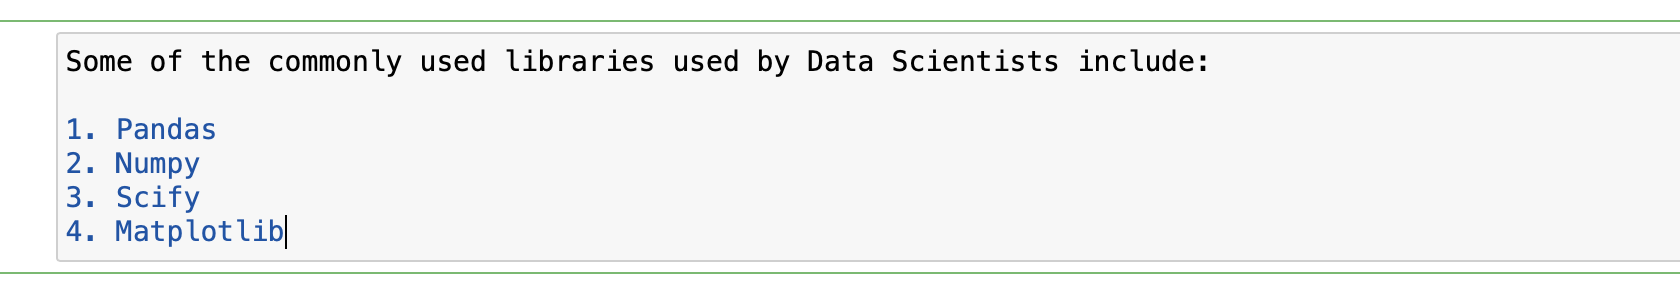 Some of the commonly used libraries used by Data Scientists include:
1. Pandas
2. Numpy
3. Scify
4. Matplotlib